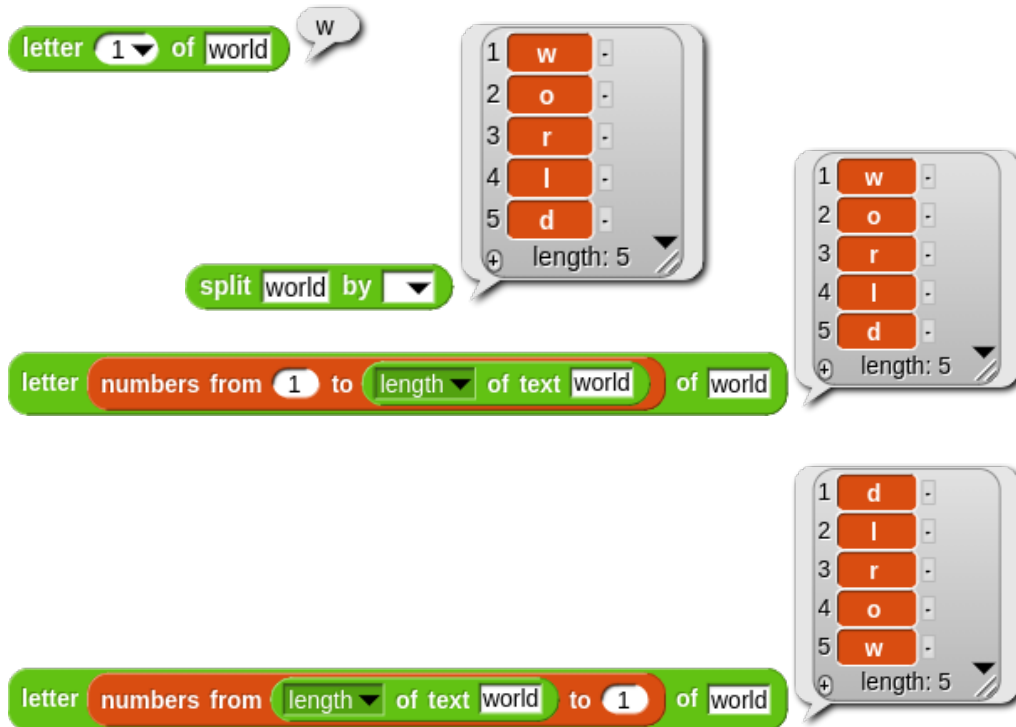 letter 1 of world
w
1 w -
2 o -
3 r -
4 l -
5 d -
+ length: 5
split world by
1 w -
2 o -
3 r -
4 l -
5 d -
+ length: 5
letter numbers from 1 to length of text world of world
1 d -
2 l -
3 r -
4 o -
5 w -
+ length: 5
letter numbers from length of text world to 1 of world